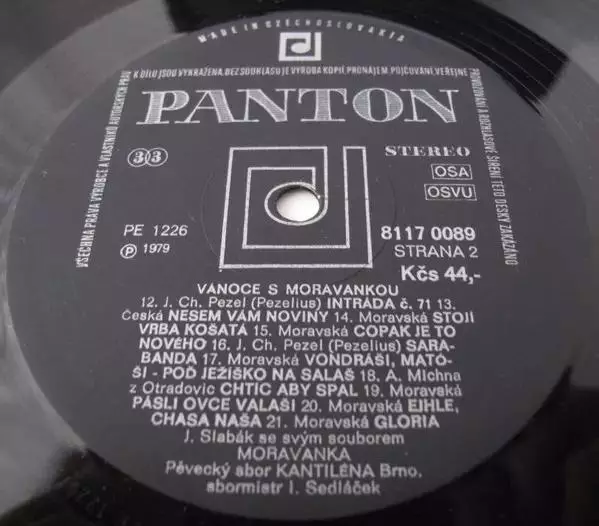 MADE IN CZECHOSLOVAKIA
VŠECHNA PRÁVA VÝROBCE A VLASTNÍKŮ AUTORSKÝCH PRÁV
K DÍLU JSOU VYHRAŽENA. BEZ SOUHLASU JE VÝROBA KOPIÍ, PRONÁJEM, PŮJČOVÁNÍ, VEŘEJNÉ
PROVOZOVÁNÍ A ROZHLASOVÉ ŠÍŘENÍ TÉTO DESKY ZAKÁZÁNO
PANTON
33
STEREO
OSA
OSVU
PE 1226
Ⓟ 1979
8117 0089
STRANA 2
Kčs 44,-
VÁNOCE S MORAVANKOU
12. J. Ch. Pezel (Pezelius) INTRÁDA č. 71 13.
Česká NESEM VÁM NOVINY 14. Moravská STOJÍ
VRBA KOŠATÁ 15. Moravská COPAK JE TO
NOVÉHO 16. J. Ch. Pezel (Pezelius) SARA-
BANDA 17. Moravská VONDRÁŠI, MATÓ-
ŠI - POĎ JEŽIŠKO NA SALAŠ 18. A. Michna
z Otradovic CHTÍC ABY SPAL 19. Moravská
PÁSLI OVCE VALAŠI 20. Moravská EJHLE,
CHASA NAŠA 21. Moravská GLORIA
J. Slabák se svým souborem
MORAVANKA
Pěvecký sbor KANTILÉNA Brno,
sbormistr I. Sedláček